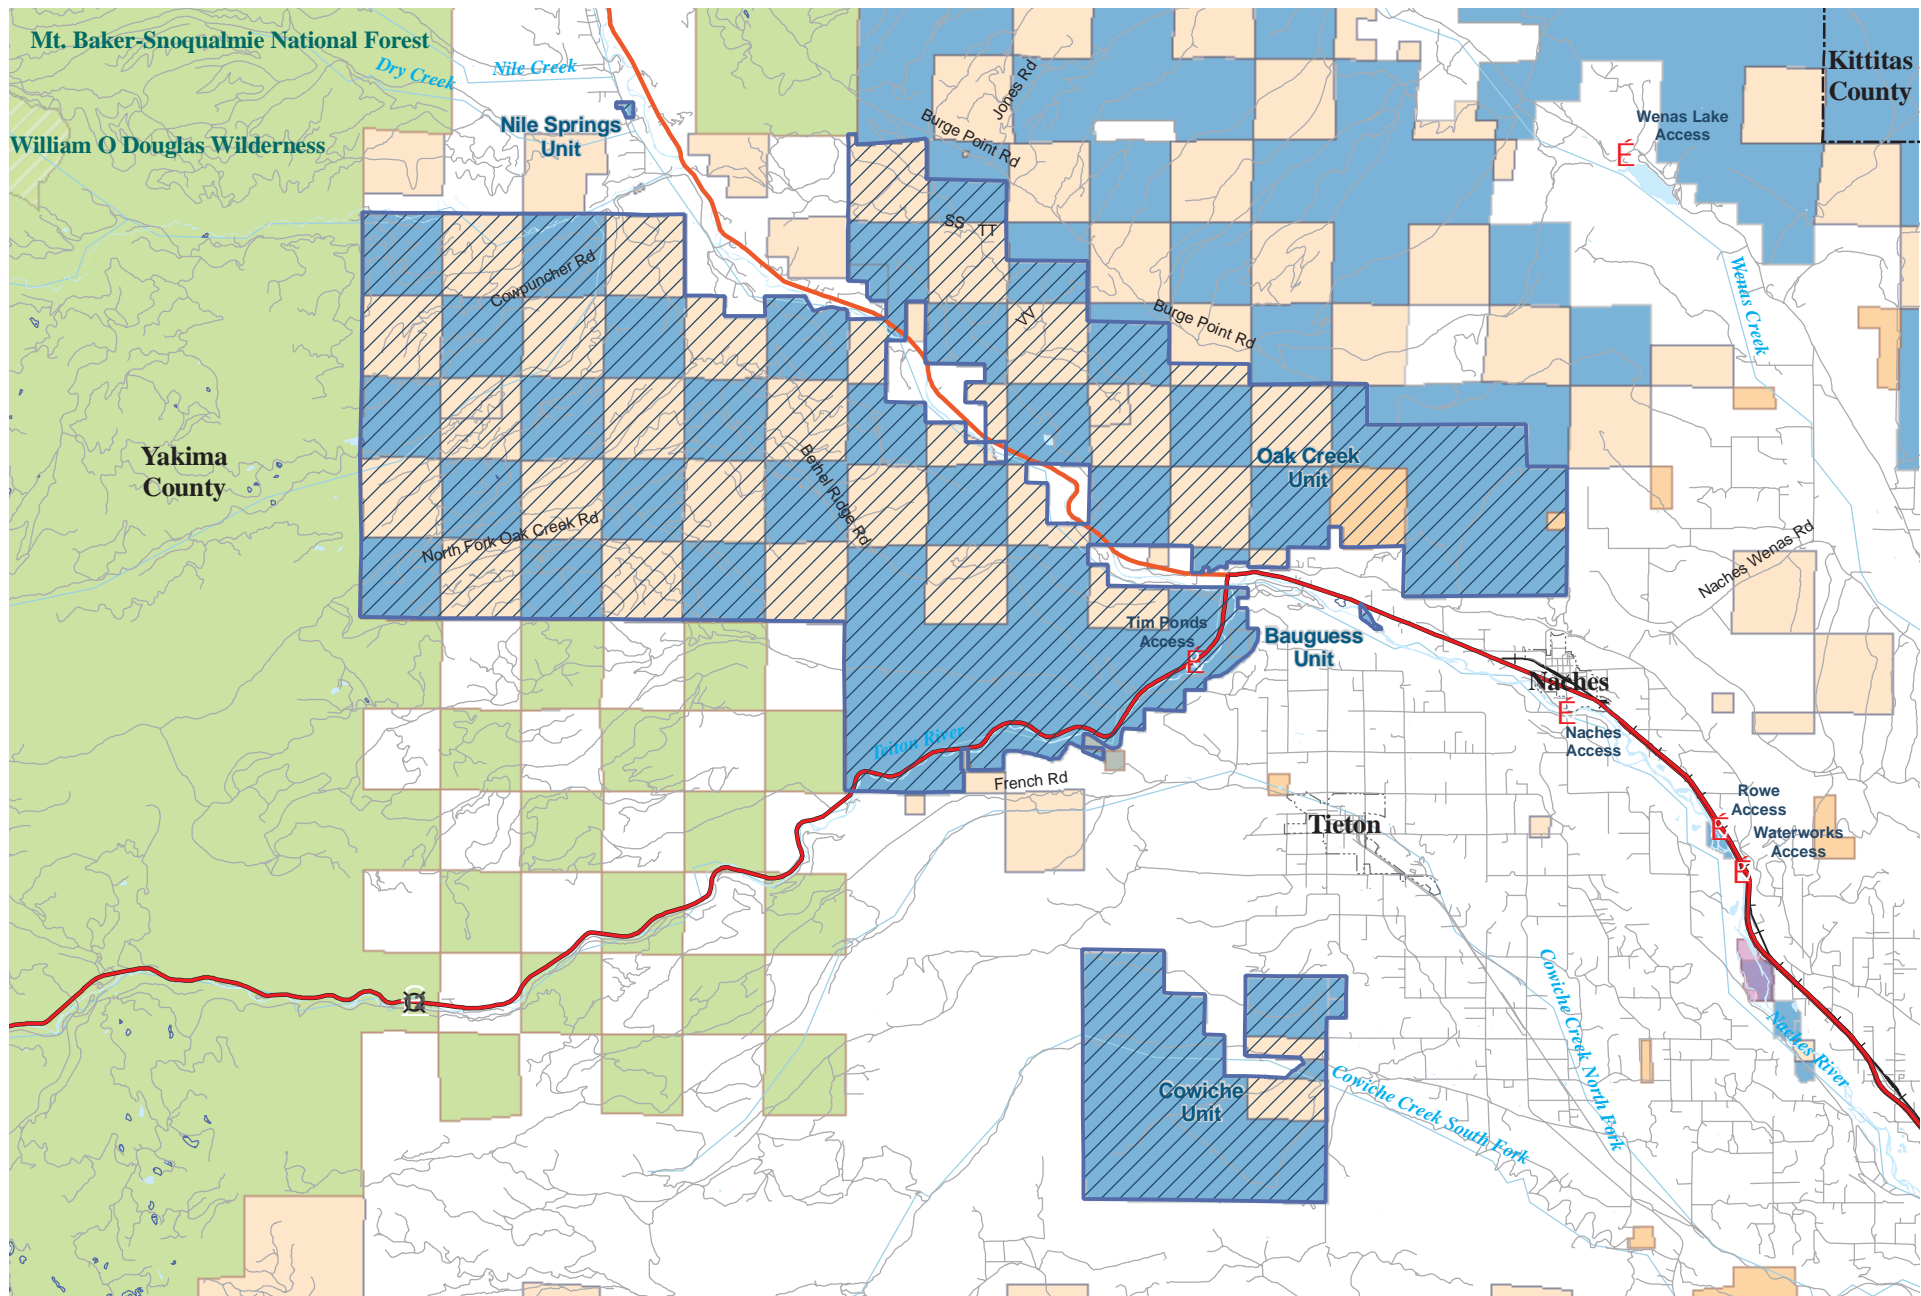 Mt. Baker-Snoqualmie National Forest
Dry Creek
Nile Creek
Kittitas
County
Jones Rd
Nile Springs
Unit
Burge Point Rd
Wenas Lake
Access
William O Douglas Wilderness
É
SS
TT
Cowpuncher Rd
Wenas Creek
VV
Burge Point Rd
Yakima
County
Bethel Ridge Rd
Oak Creek
Unit
North Fork Oak Creek Rd
Naches Wenas Rd
Tim Ponds
Access
É
Bauguess
Unit
Naches
É
Naches
Access
Teiton River
French Rd
Rowe
Access
É
Tieton
Waterworks
Access
É
Cowiche Creek North Fork
Naches River
Cowiche
Unit
Cowiche Creek South Fork